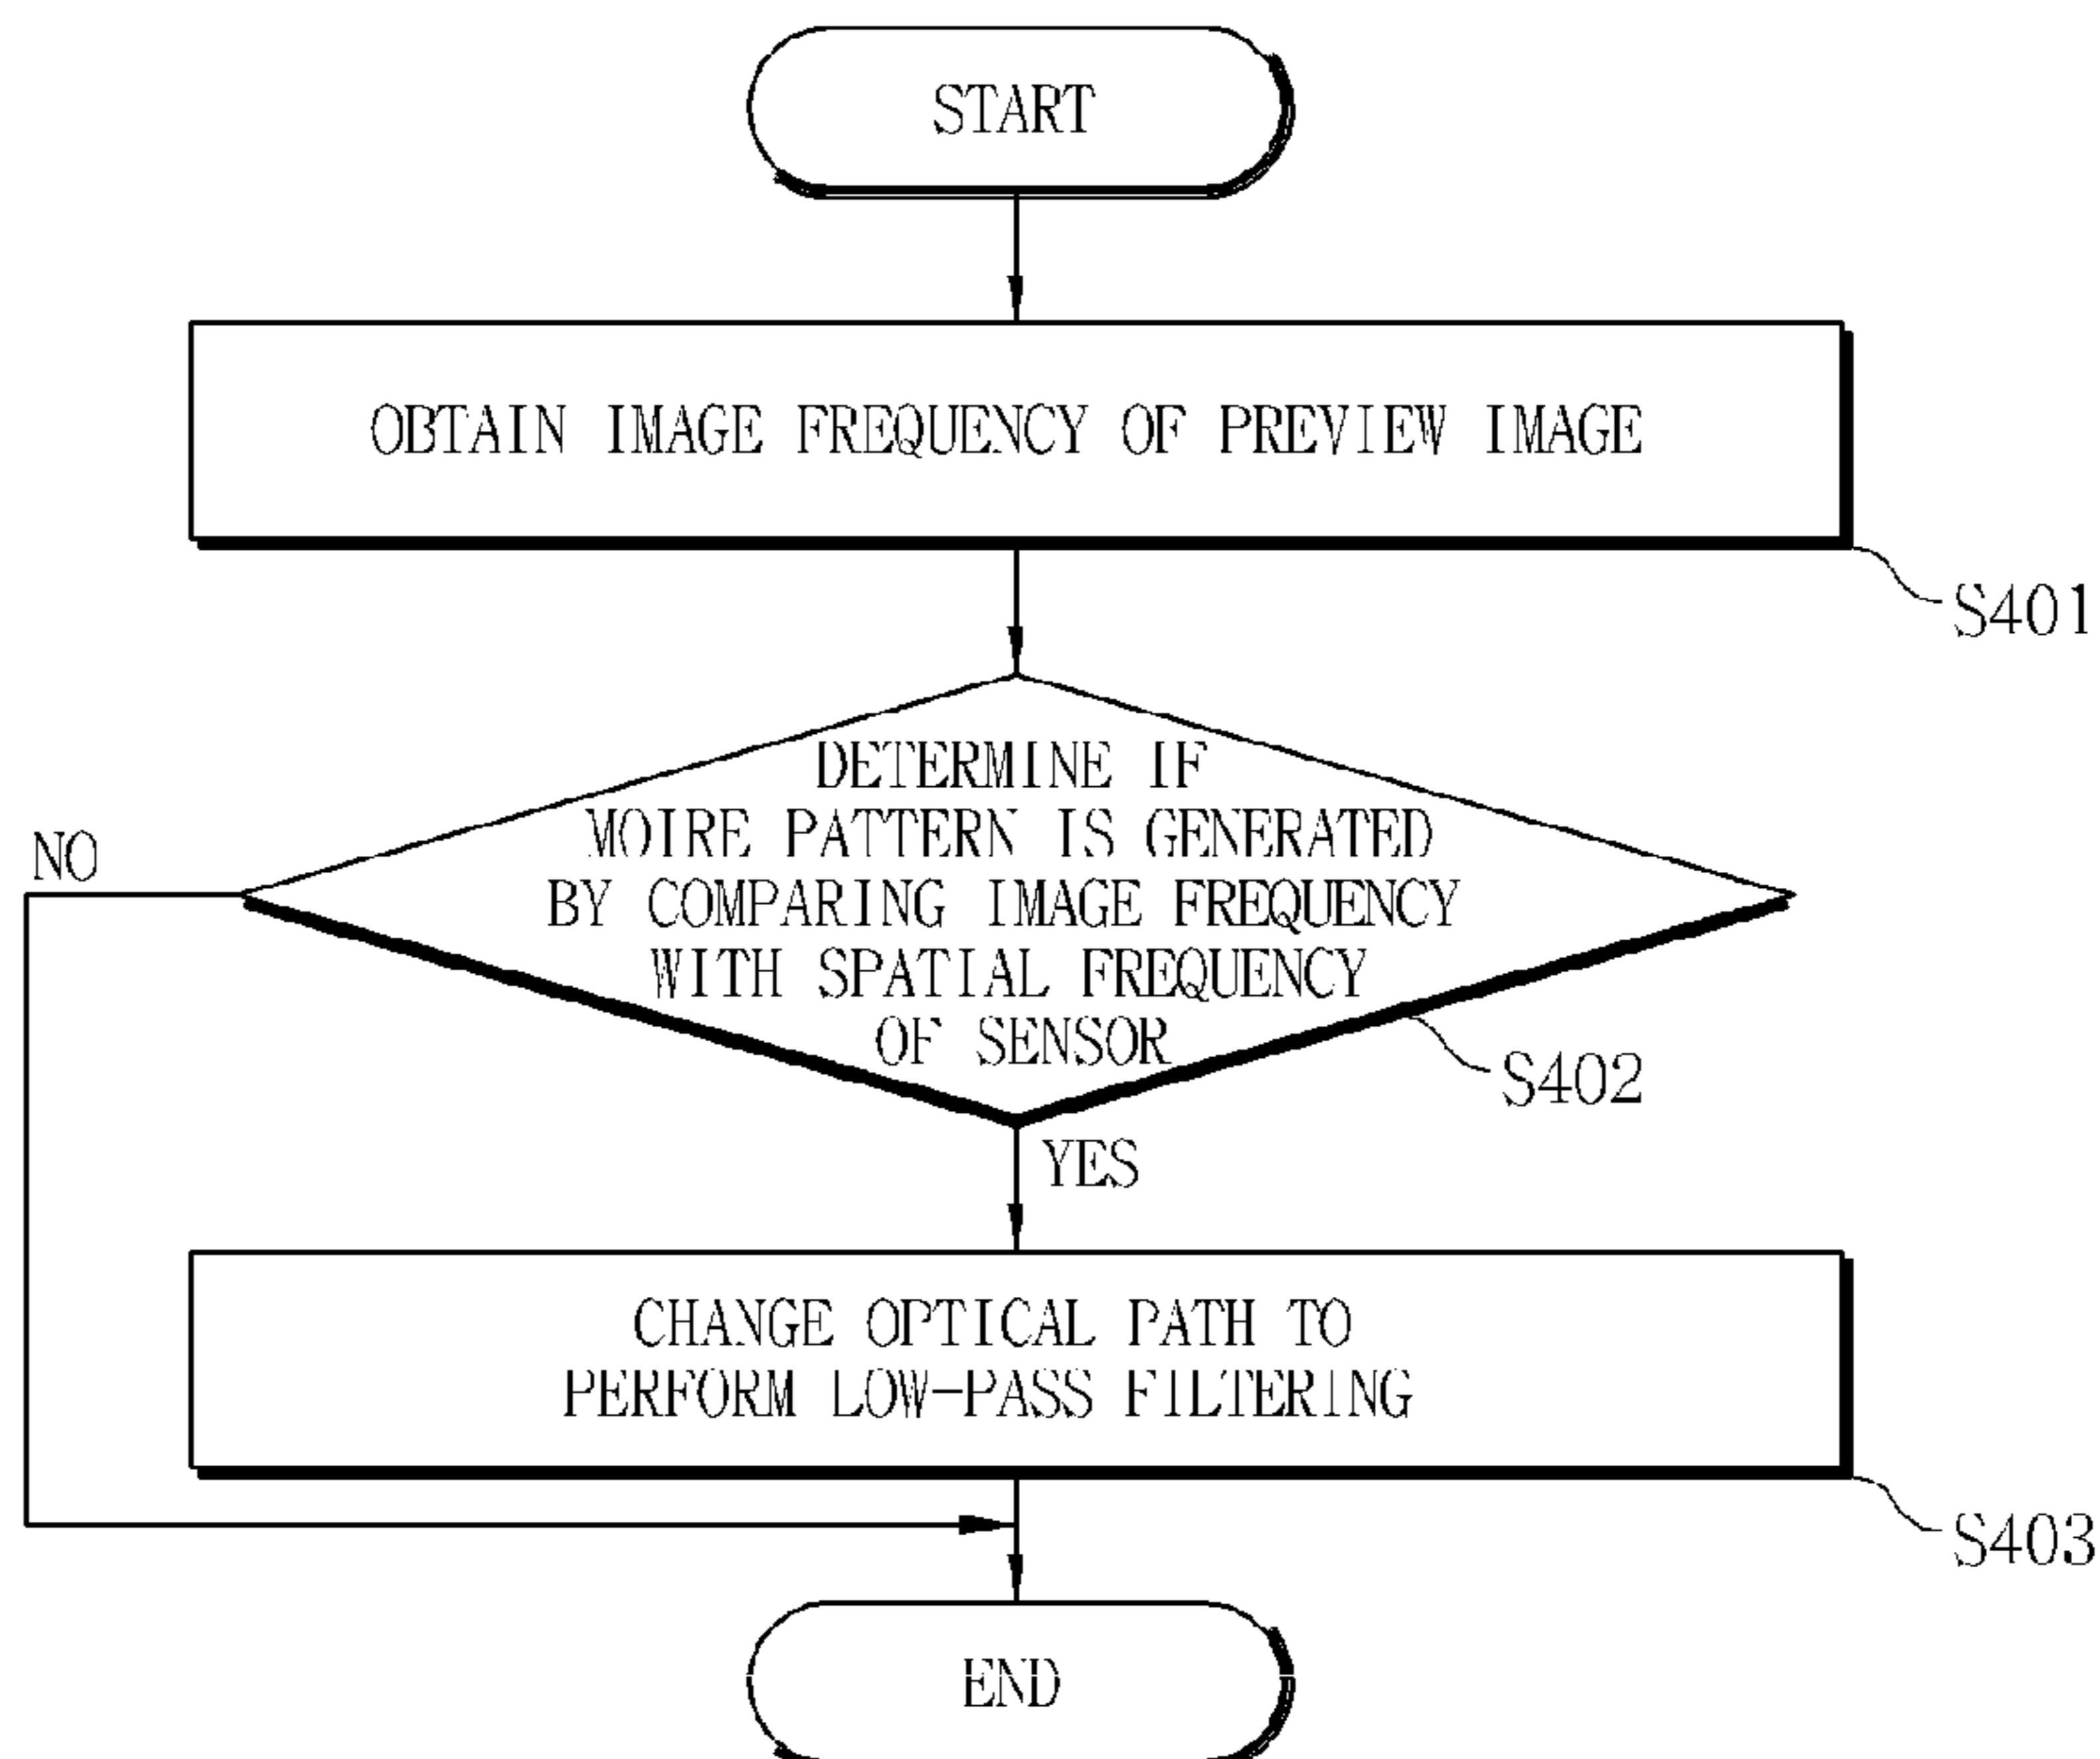 START
OBTAIN IMAGE FREQUENCY OF PREVIEW IMAGE
S401
DETERMINE IF
MOIRE PATTERN IS GENERATED
BY COMPARING IMAGE FREQUENCY
WITH SPATIAL FREQUENCY
OF SENSOR
NO
S402
YES
CHANGE OPTICAL PATH TO
PERFORM LOW-PASS FILTERING
S403
END